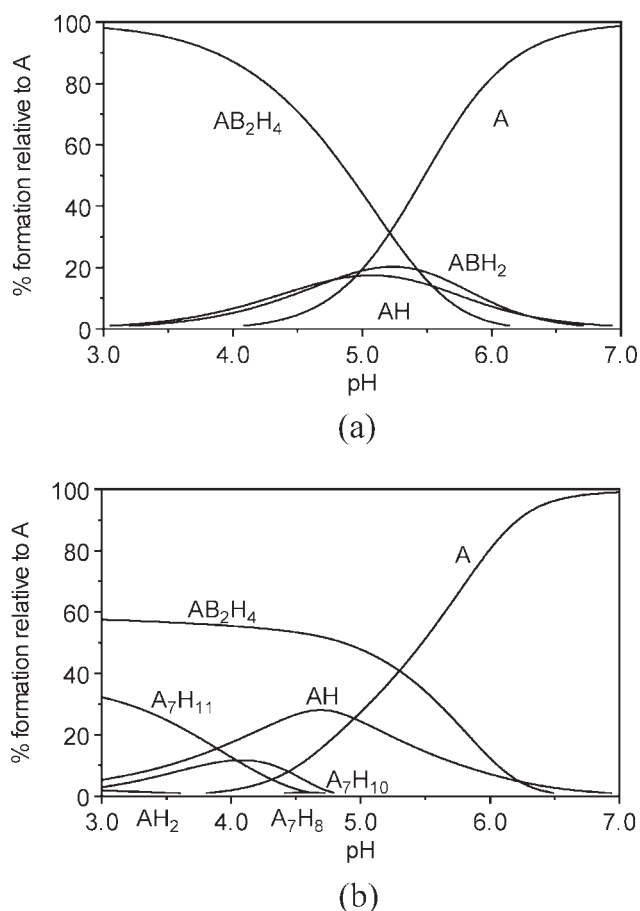 100
80
60
40
20
0
% formation relative to A
AB₂H₄
A
ABH₂
AH
3.0 4.0 5.0 6.0 7.0
pH
(a)
100
80
60
40
20
0
% formation relative to A
A
AB₂H₄
A₇H₁₁
AH
A₇H₁₀
3.0 4.0 5.0 6.0 7.0
AH₂ A₇H₈
pH
(b)